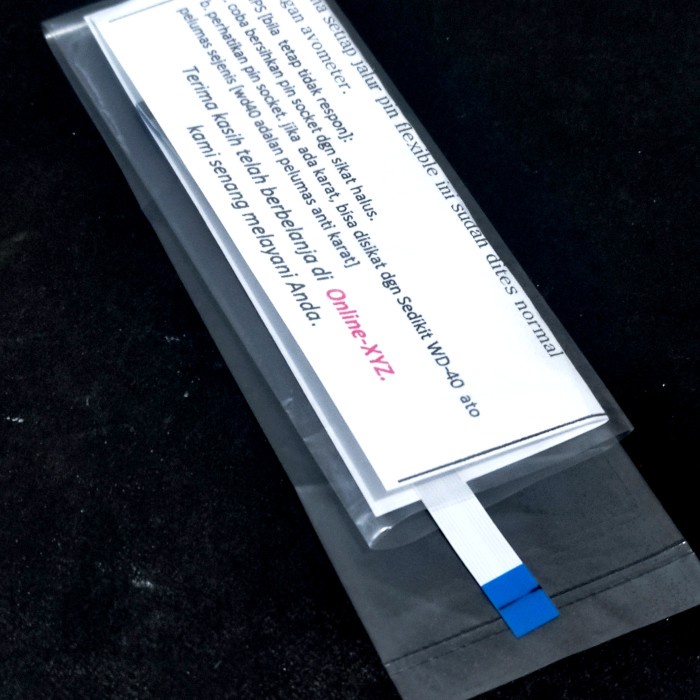 setiap jalur pin flexible ini sudah dites normal
gan avometer.
PS [bila tetap tidak respon]:
coba bersihkan pin socket dgn sikat halus.
b. perhatikan pin socket. jika ada karat, bisa disikat dgn Sedikit WD-40 ato
pelumas sejenis [wd40 adalan pelumas anti karat]
Terima kasih telah berbelanja di Online-XYZ.
kami senang melayani Anda.